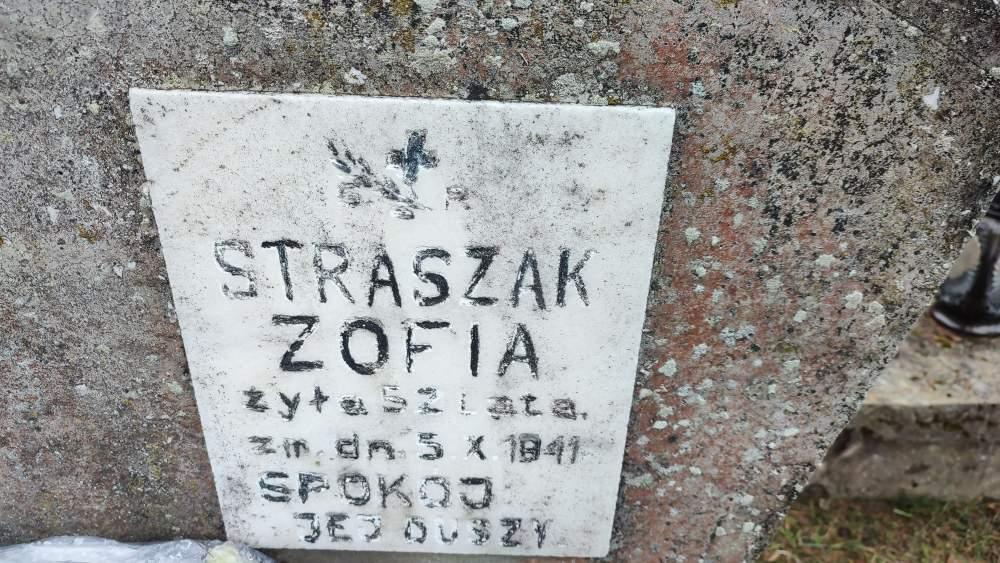 Ś P
STRASZAK
ZOFIA
żyła 52 Lata.
zm. dn. 5. X. 1941
SPOKÓJ
JEJ DUSZY